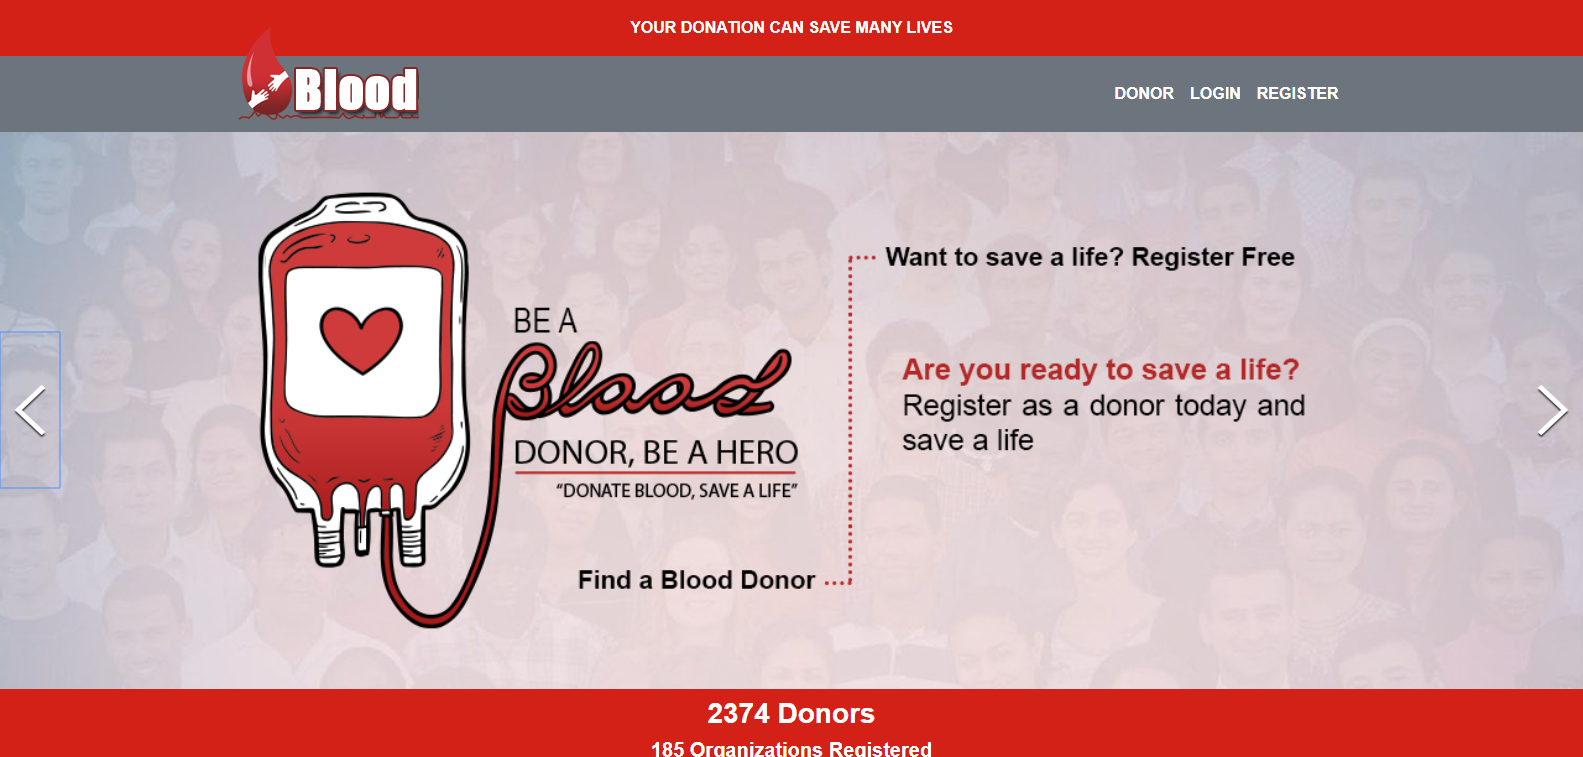 YOUR DONATION CAN SAVE MANY LIVES
Blood
DONOR LOGIN REGISTER
Want to save a life? Register Free
BE A
Blood
DONOR, BE A HERO
“DONATE BLOOD, SAVE A LIFE”
Are you ready to save a life?
Register as a donor today and
save a life
Find a Blood Donor
2374 Donors
185 Organizations Registered